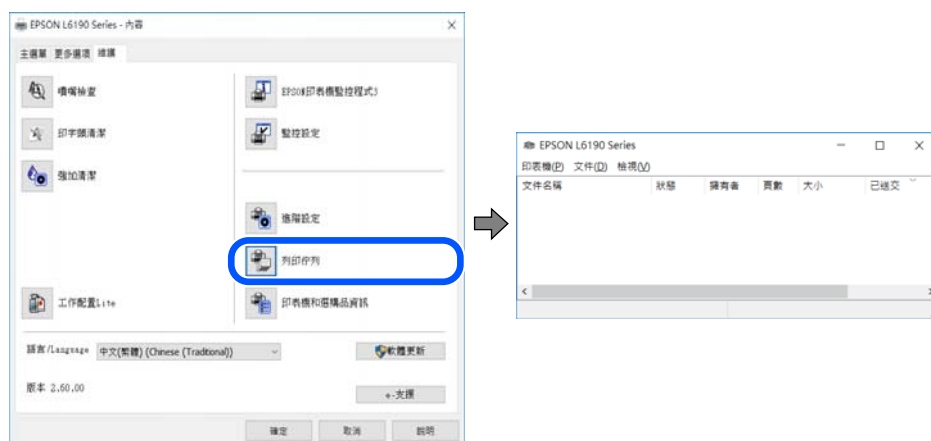 EPSON L6190 Series - 內容
主選單 更多選項 維護
噴嘴檢查
EPSON印表機監控程式3
印字頭清潔
監控設定
強加清潔
進階設定
列印佇列
工作配置Lite
印表機和選購品資訊
語言/Language 中文(繁體) (Chinese (Traditional))
軟體更新
版本 2.60.00
e-支援
確定 取消 說明
EPSON L6190 Series
印表機(P) 文件(D) 檢視(V)
文件名稱 狀態 擁有者 頁數 大小 已送交